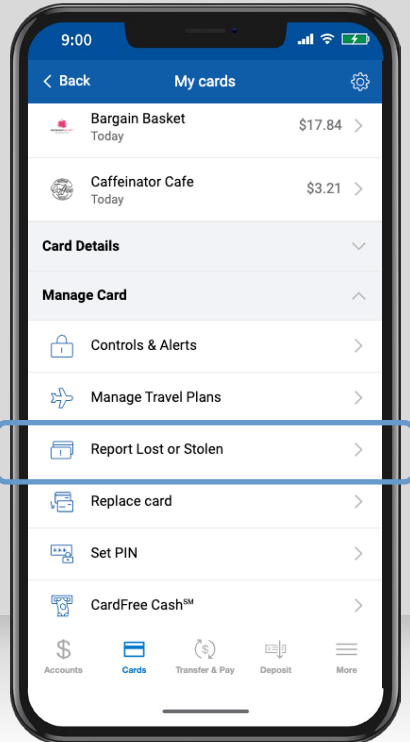 9:00
Back
My cards
Bargain Basket
$17.84
Today
Caffeinator Cafe
$3.21
Today
Card Details
Manage Card
Controls & Alerts
Manage Travel Plans
Report Lost or Stolen
Replace card
Set PIN
CardFree Cash℠
Accounts
Cards
Transfer & Pay
Deposit
More